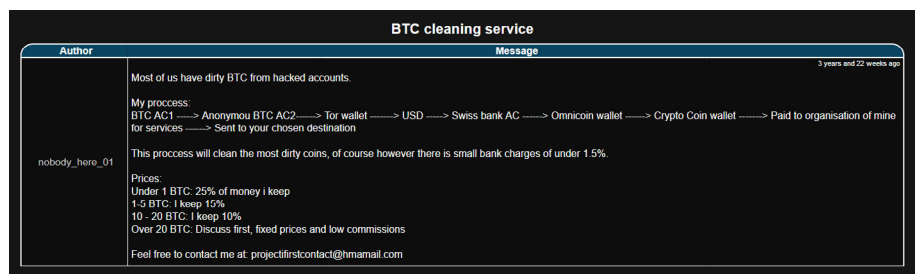 BTC cleaning service
Author Message
3 years and 22 weeks ago
Most of us have dirty BTC from hacked accounts.
My proccess:
BTC AC1 -----> Anonymou BTC AC2------> Tor wallet -------> USD -----> Swiss bank AC ------> Omnicoin wallet -----> Crypto Coin wallet ------> Paid to organisation of mine
for services ------> Sent to your chosen destination
This proccess will clean the most dirty coins, of course however there is small bank charges of under 1.5%.
nobody_here_01
Prices:
Under 1 BTC: 25% of money i keep
1-5 BTC: I keep 15%
10 - 20 BTC: I keep 10%
Over 20 BTC: Discuss first, fixed prices and low commissions
Feel free to contact me at: projectifirstcontact@hmamail.com